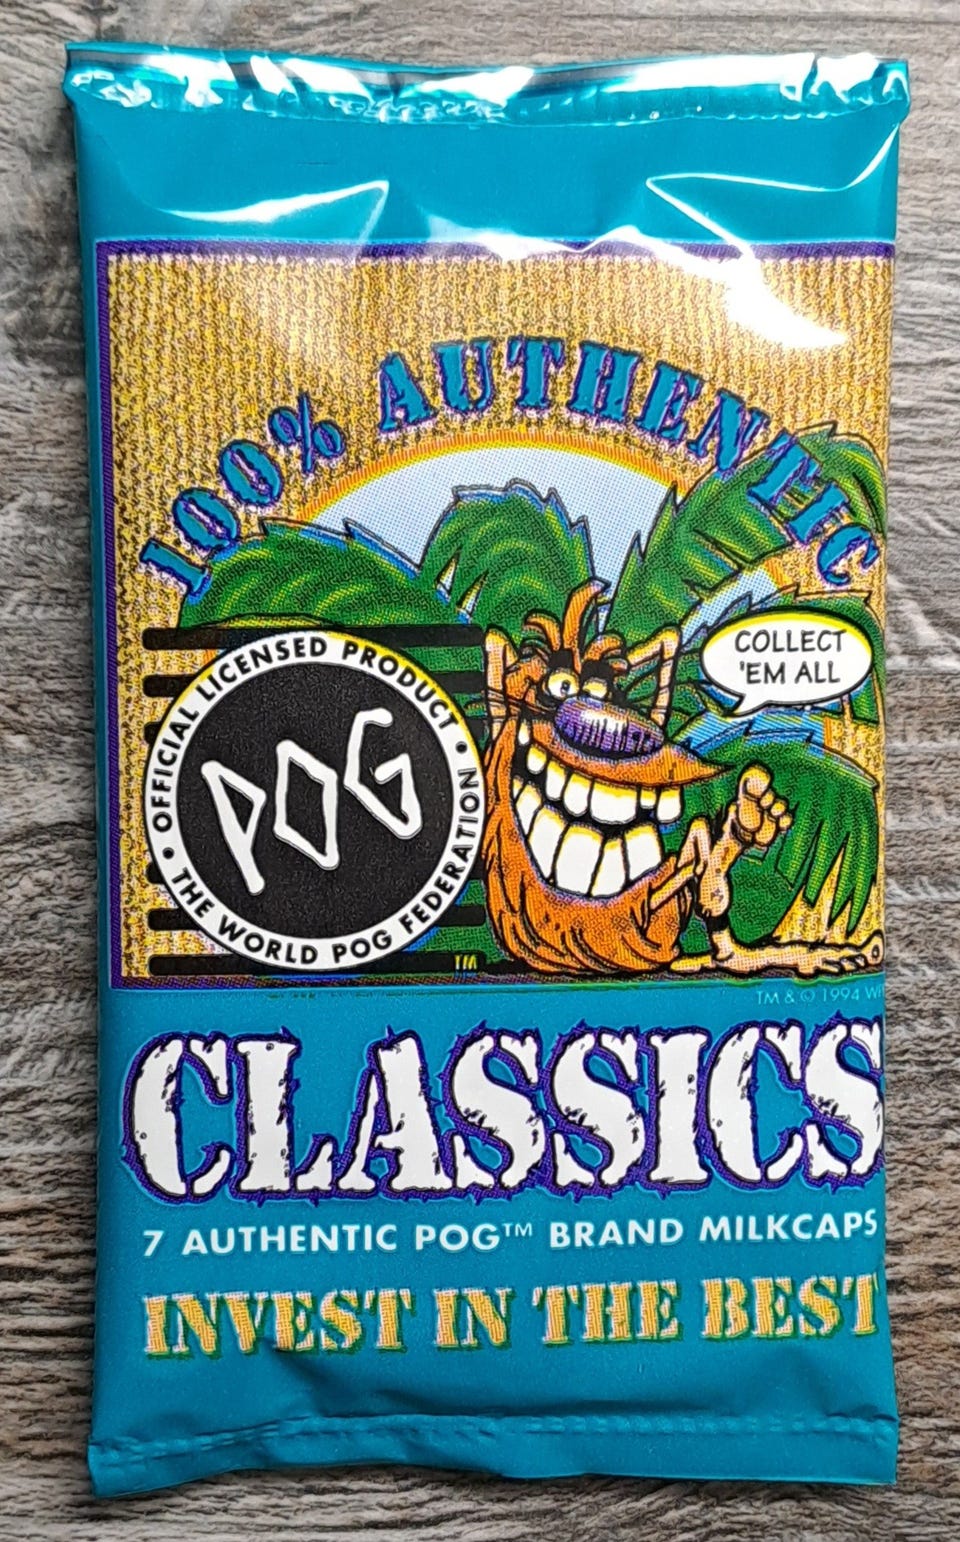 100% AUTHENTIC
COLLECT
'EM ALL
OFFICIAL LICENSED PRODUCT •
POG
THE WORLD POG FEDERATION •
TM
TM & © 1994
CLASSICS
7 AUTHENTIC POG™ BRAND MILKCAPS
INVEST IN THE BEST